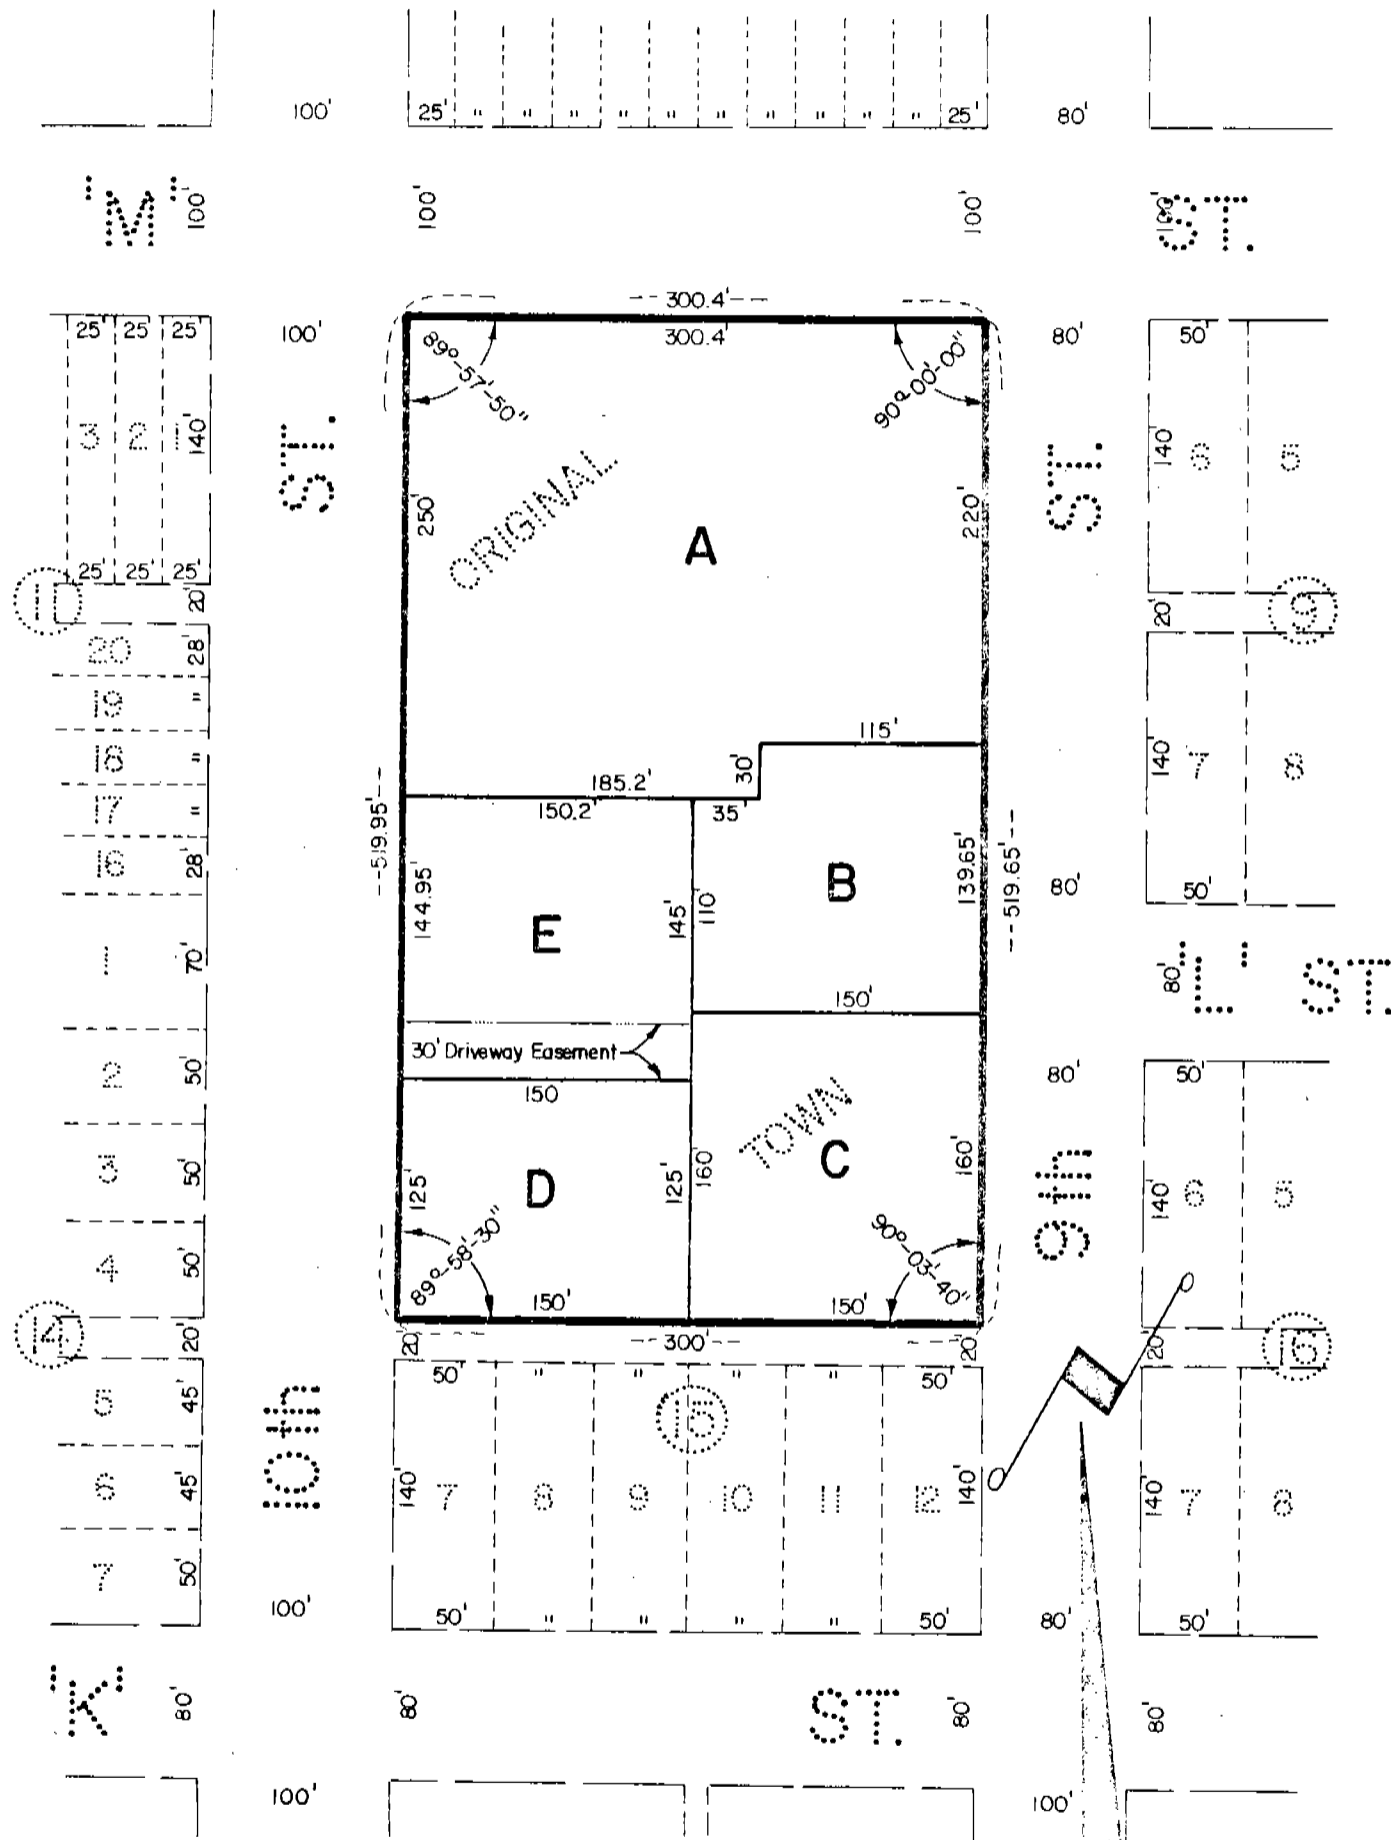 100'
25' " " " " " " " " " " 25'
80'
"M"
100'
100'
100'
100'
ST.
--300.4'--
25' 25' 25'
100'
300.4'
80'
50'
89°-57'-50"
90°-00'-00"
3 2 1 140'
ST.
250'
ORIGINAL
A
220'
ST.
140' 6 5
25' 25' 25'
11
20'
20'
9
20 28'
19 "
18 "
17 "
16 28'
115'
30'
185.2'
150.2'
35'
140' 7 8
--519.95'--
144.95'
E
145'
110'
B
139.65'
--519.65'--
80'
50'
1 70'
150'
80'
"L" ST.
2 50'
30' Driveway Easement
150
80'
50'
TOWN
3 50'
125'
D
125'
160'
C
160'
9th
140' 6 5
4 50'
89°-58'-30"
90°-03'-40"
150'
150'
14
20'
20'
--300'--
20'
20'
16
5 45'
50' " " " " 50'
15
10th
6 45'
140' 7 8 9 10 11 12 140'
140' 7 8
7 50'
100'
50' " " " " 50'
80'
50'
"K"
80'
80'
ST.
80'
80'
100'
100'